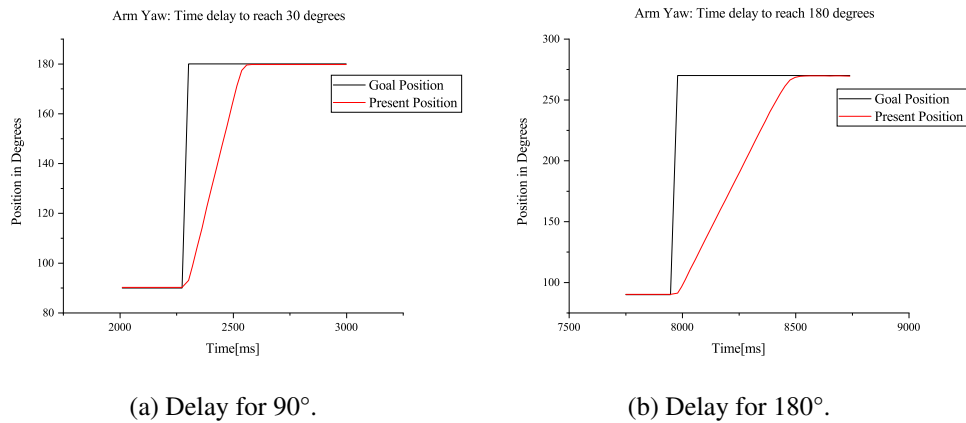 Arm Yaw: Time delay to reach 30 degrees
180
160
140
120
100
80
Position in Degrees
2000
2500
3000
Time[ms]
Goal Position
Present Position
(a) Delay for 90°.
Arm Yaw: Time delay to reach 180 degrees
300
250
200
150
100
Position in Degrees
7500
8000
8500
9000
Time[ms]
Goal Position
Present Position
(b) Delay for 180°.